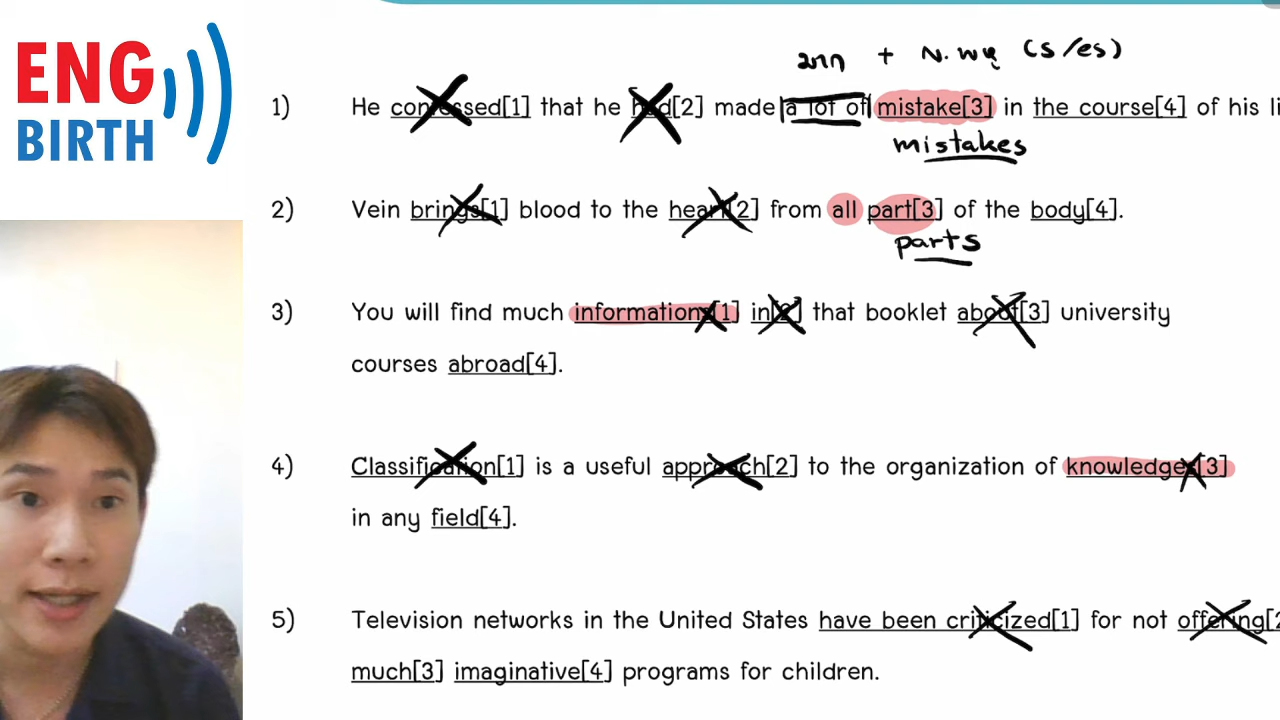 ENG
BIRTH
มาก + N.พหู (s/es)
1) He confessed[1] that he had[2] made a lot of mistake[3] in the course[4] of his li
mistakes
2) Vein brings[1] blood to the heart[2] from all part[3] of the body[4].
parts
3) You will find much informations[1] in[2] that booklet about[3] university
courses abroad[4].
4) Classification[1] is a useful approach[2] to the organization of knowledges[3]
in any field[4].
5) Television networks in the United States have been criticized[1] for not offering[2
much[3] imaginative[4] programs for children.